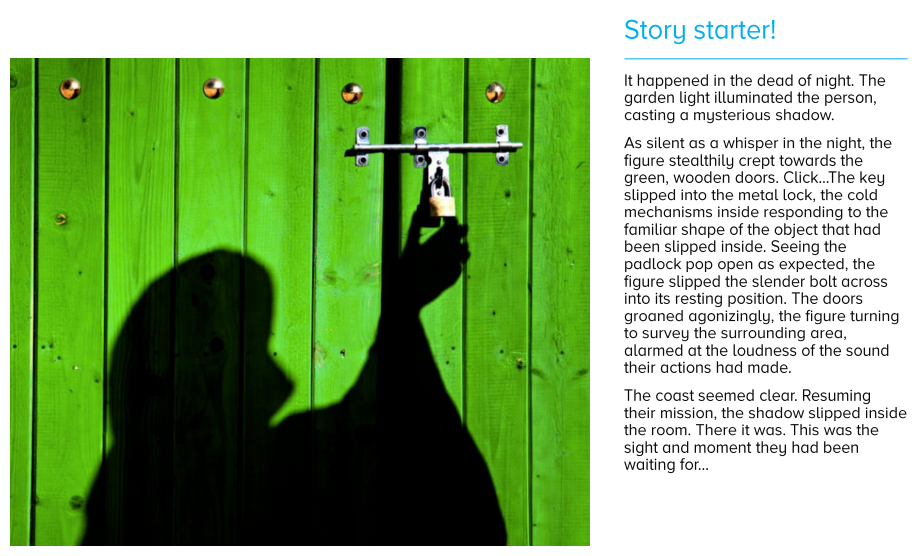 Story starter!
It happened in the dead of night. The
garden light illuminated the person,
casting a mysterious shadow.
As silent as a whisper in the night, the
figure stealthily crept towards the
green, wooden doors. Click...The key
slipped into the metal lock, the cold
mechanisms inside responding to the
familiar shape of the object that had
been slipped inside. Seeing the
padlock pop open as expected, the
figure slipped the slender bolt across
into its resting position. The doors
groaned agonizingly, the figure turning
to survey the surrounding area,
alarmed at the loudness of the sound
their actions had made.
The coast seemed clear. Resuming
their mission, the shadow slipped inside
the room. There it was. This was the
sight and moment they had been
waiting for...